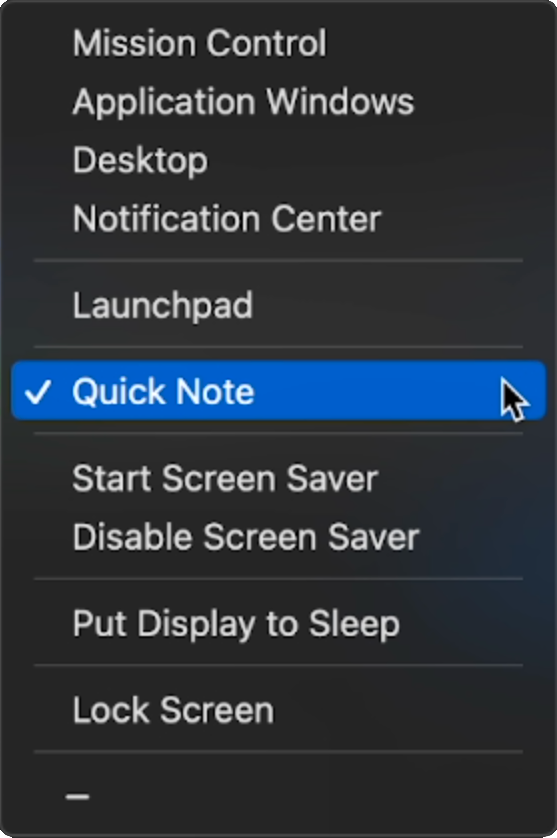 Mission Control
Application Windows
Desktop
Notification Center
Launchpad
✓ Quick Note
Start Screen Saver
Disable Screen Saver
Put Display to Sleep
Lock Screen
–